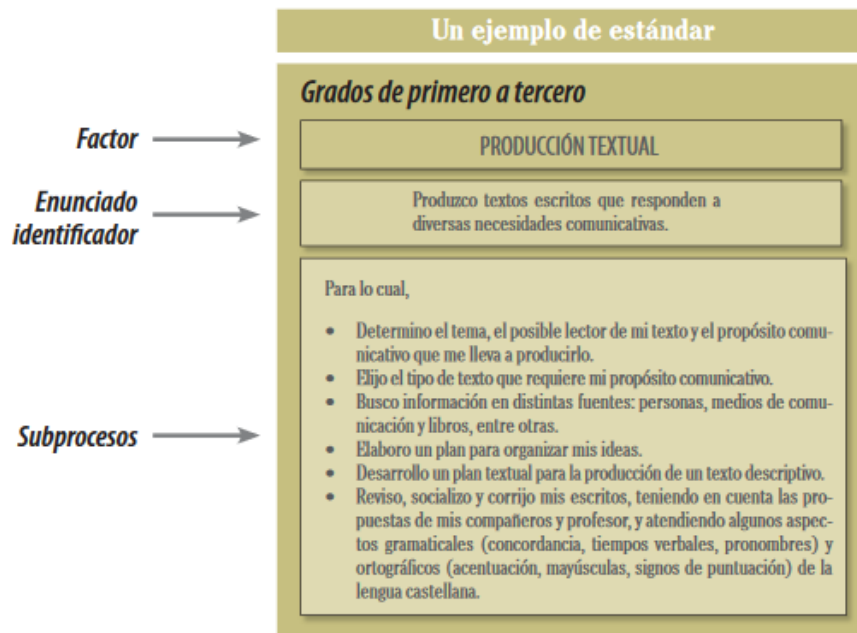 Un ejemplo de estándar
Grados de primero a tercero
Factor
PRODUCCIÓN TEXTUAL
Enunciado
identificador
Produzco textos escritos que responden a
diversas necesidades comunicativas.
Subprocesos
Para lo cual,
• Determino el tema, el posible lector de mi texto y el propósito comu-
nicativo que me lleva a producirlo.
• Elijo el tipo de texto que requiere mi propósito comunicativo.
• Busco información en distintas fuentes: personas, medios de comu-
nicación y libros, entre otras.
• Elaboro un plan para organizar mis ideas.
• Desarrollo un plan textual para la producción de un texto descriptivo.
• Reviso, socializo y corrijo mis escritos, teniendo en cuenta las pro-
puestas de mis compañeros y profesor, y atendiendo algunos aspec-
tos gramaticales (concordancia, tiempos verbales, pronombres) y
ortográficos (acentuación, mayúsculas, signos de puntuación) de la
lengua castellana.